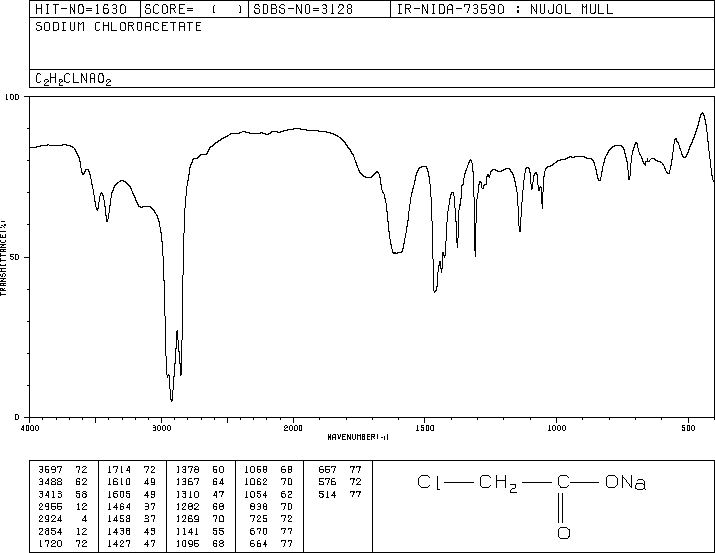 HIT-NO=1630 SCORE= ( ) SDBS-NO=3128 IR-NIDA-73590 : NUJOL MULL
SODIUM CHLOROACETATE
C2H2CLNAO2
100
50
0
TRANSMITTANCE(%)
4000 3000 2000 1500 1000 500
WAVENUMBER(-1)
3597 72 1714 72 1378 50 1068 68 667 77
3488 62 1610 49 1367 64 1062 70 576 72
3413 58 1605 49 1310 47 1054 62 514 77
2955 12 1464 37 1282 68 838 70
2924 4 1458 37 1269 70 725 72
2854 12 1438 49 1141 55 670 77
1720 72 1427 47 1095 68 664 77
Cl CH2 C ONa
O